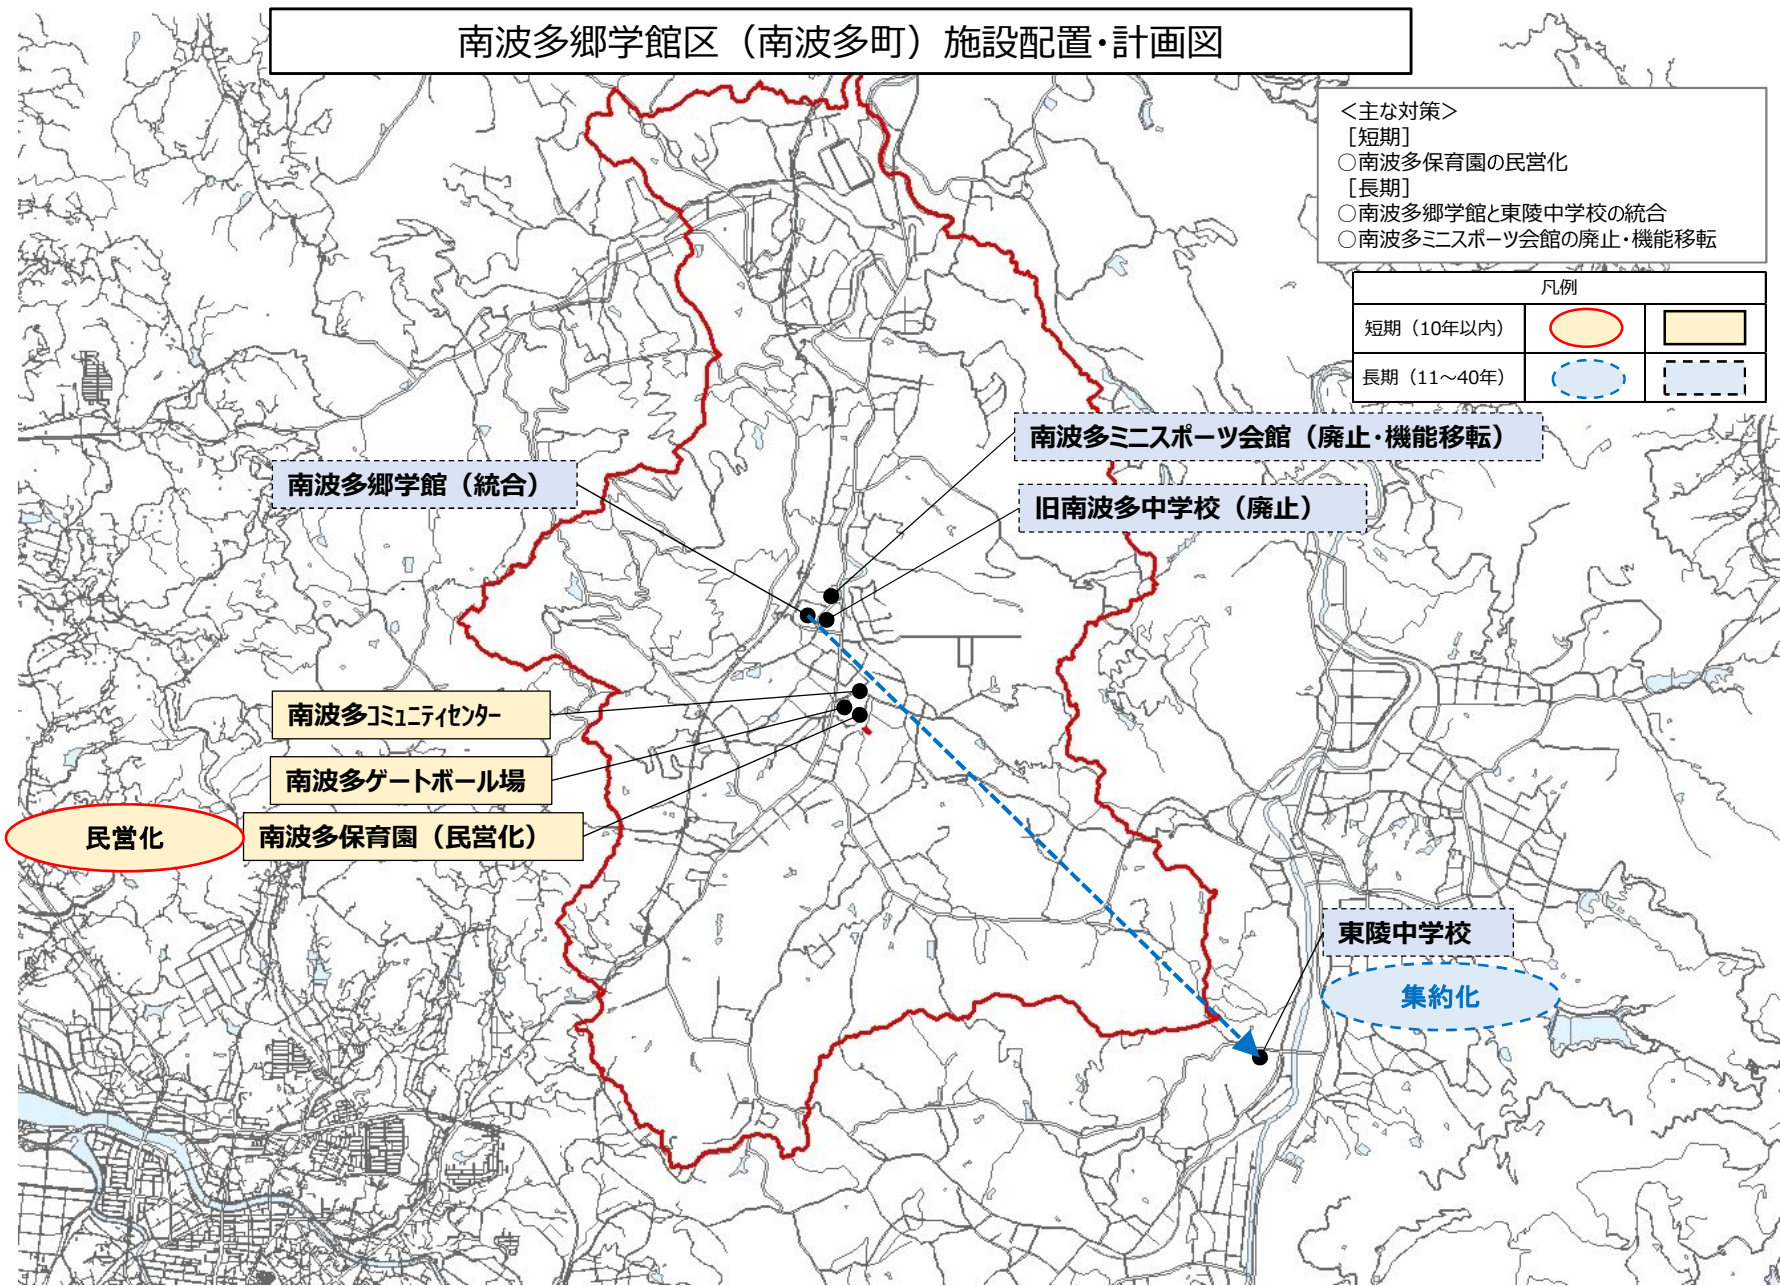 南波多郷学館区（南波多町）施設配置・計画図
＜主な対策＞
［短期］
○南波多保育園の民営化
［長期］
○南波多郷学館と東陵中学校の統合
○南波多ミニスポーツ会館の廃止・機能移転
凡例
短期（10年以内）
長期（11～40年）
南波多ミニスポーツ会館（廃止・機能移転）
南波多郷学館（統合）
旧南波多中学校（廃止）
南波多コミュニティセンター
南波多ゲートボール場
民営化
南波多保育園（民営化）
東陵中学校
集約化